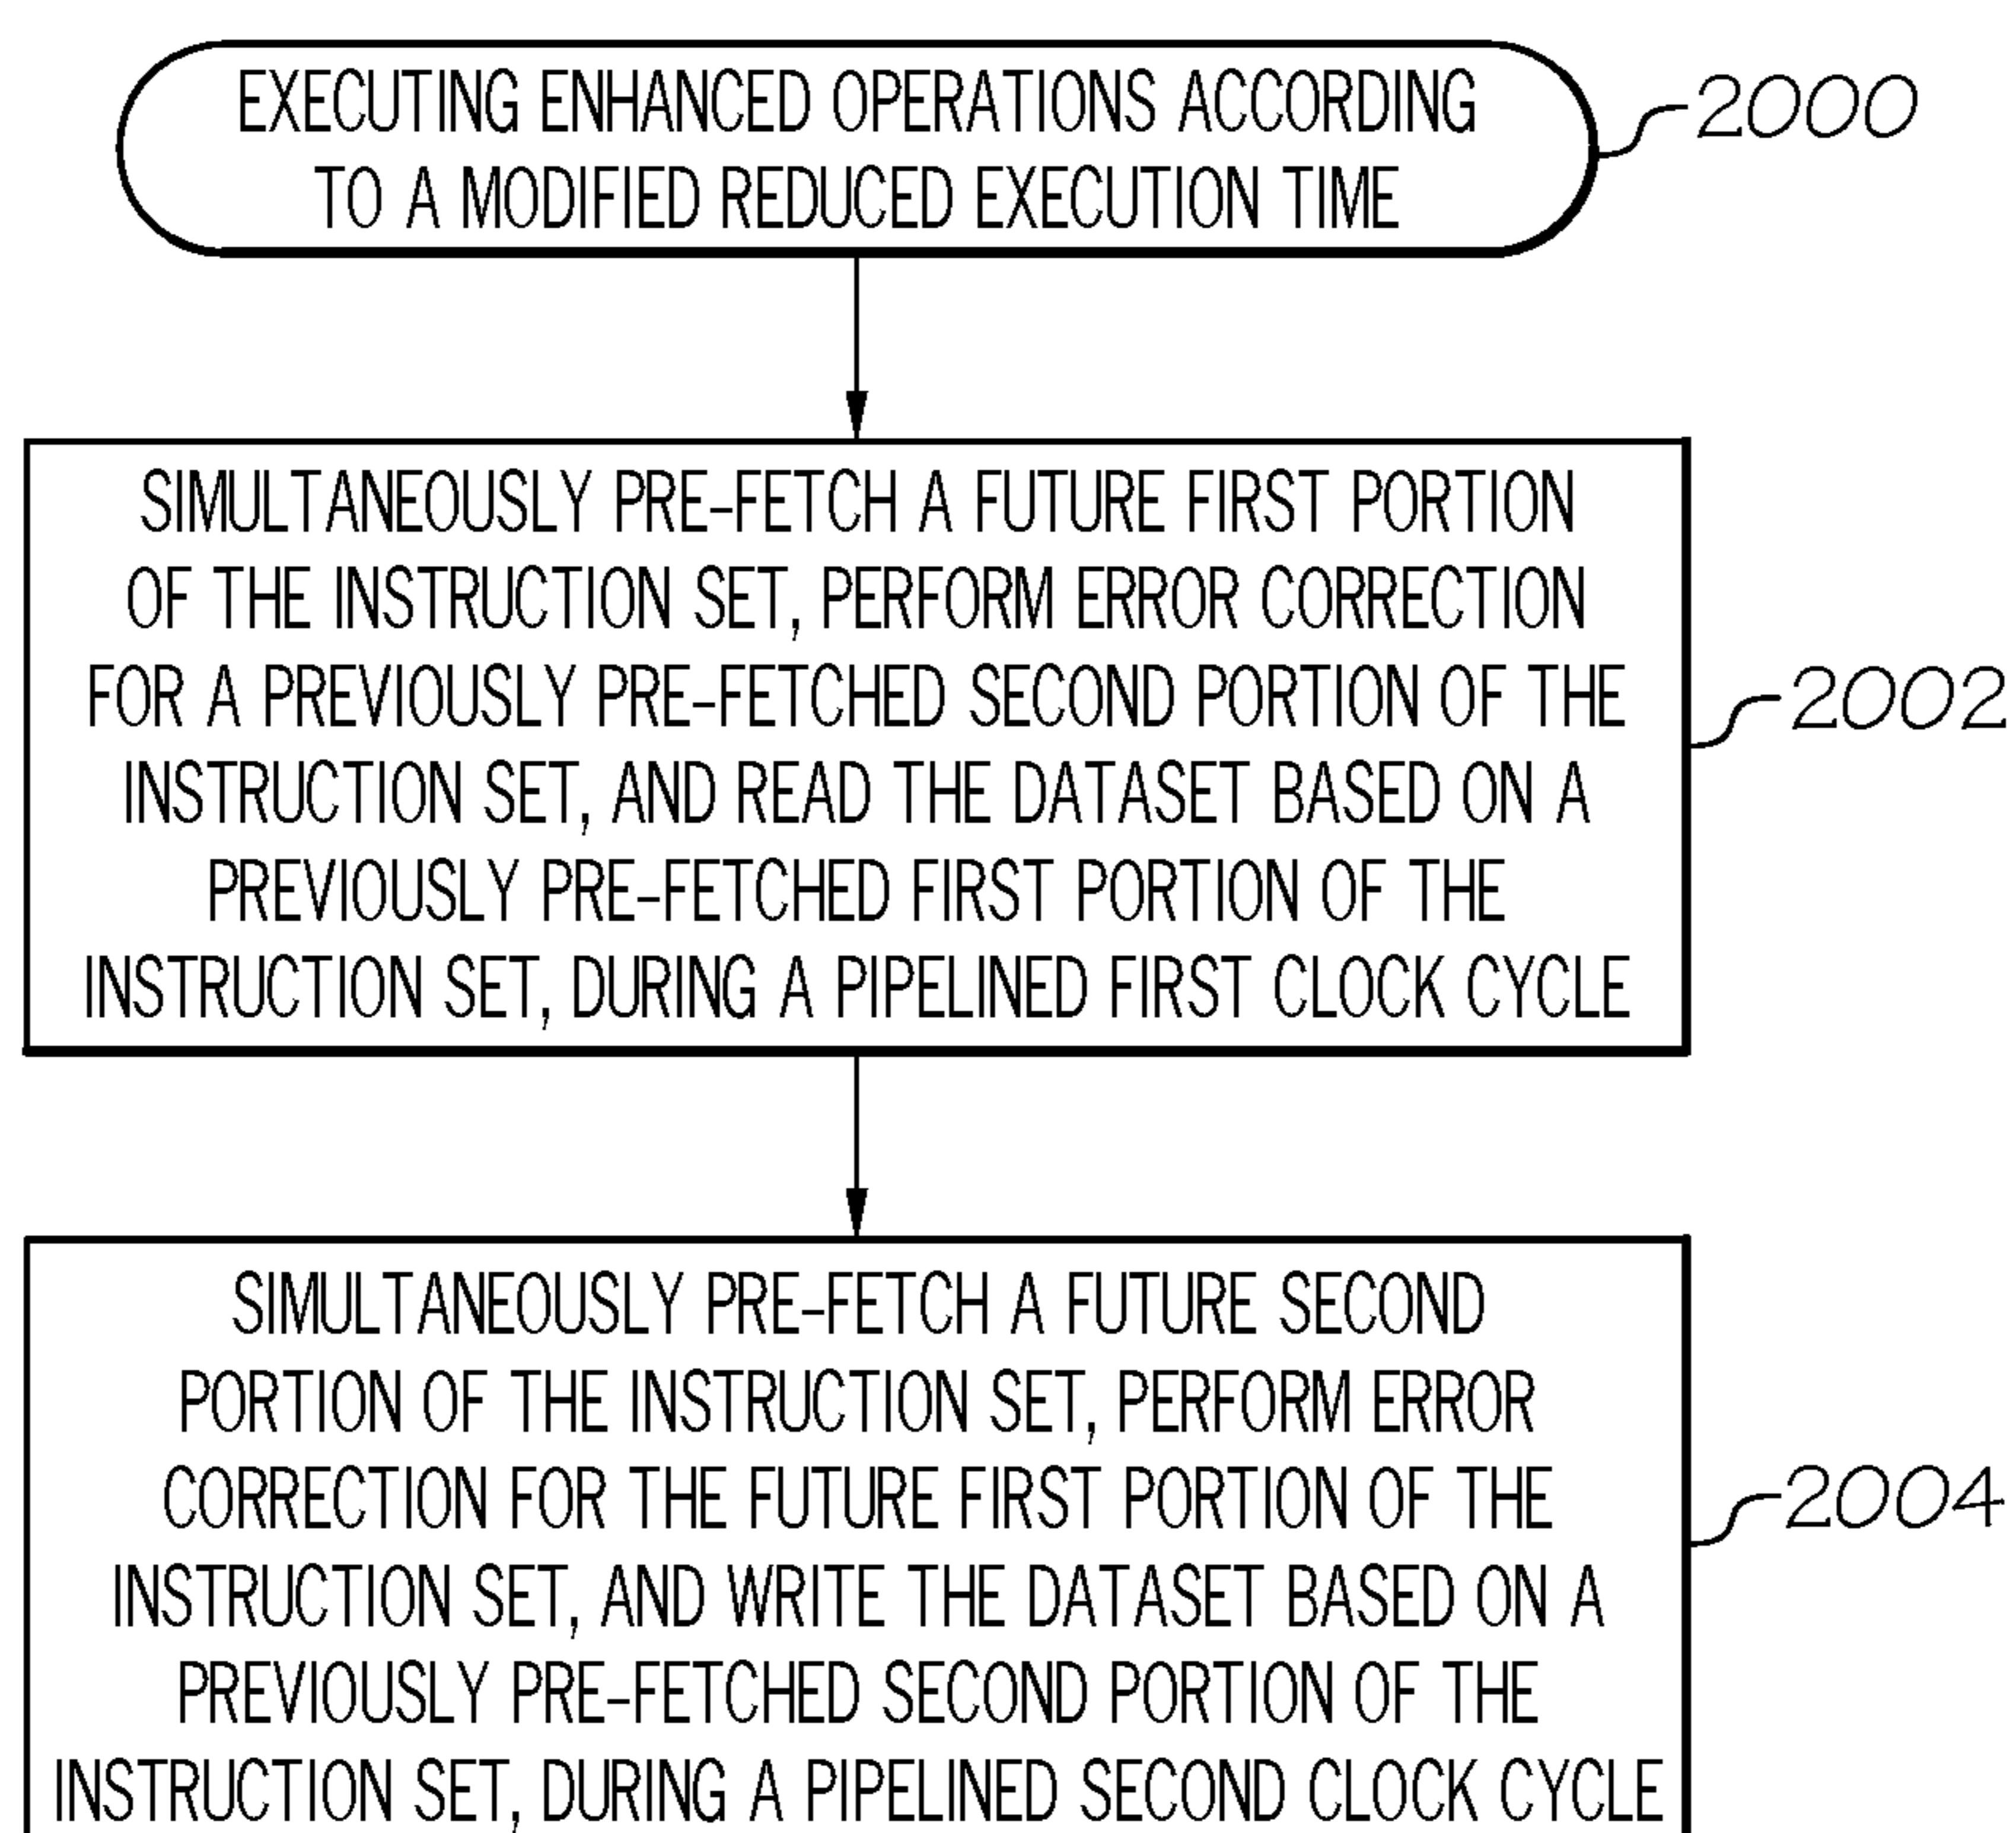 EXECUTING ENHANCED OPERATIONS ACCORDING
TO A MODIFIED REDUCED EXECUTION TIME
2000
SIMULTANEOUSLY PRE-FETCH A FUTURE FIRST PORTION
OF THE INSTRUCTION SET, PERFORM ERROR CORRECTION
FOR A PREVIOUSLY PRE-FETCHED SECOND PORTION OF THE
INSTRUCTION SET, AND READ THE DATASET BASED ON A
PREVIOUSLY PRE-FETCHED FIRST PORTION OF THE
INSTRUCTION SET, DURING A PIPELINED FIRST CLOCK CYCLE
2002
SIMULTANEOUSLY PRE-FETCH A FUTURE SECOND
PORTION OF THE INSTRUCTION SET, PERFORM ERROR
CORRECTION FOR THE FUTURE FIRST PORTION OF THE
INSTRUCTION SET, AND WRITE THE DATASET BASED ON A
PREVIOUSLY PRE-FETCHED SECOND PORTION OF THE
INSTRUCTION SET, DURING A PIPELINED SECOND CLOCK CYCLE
2004